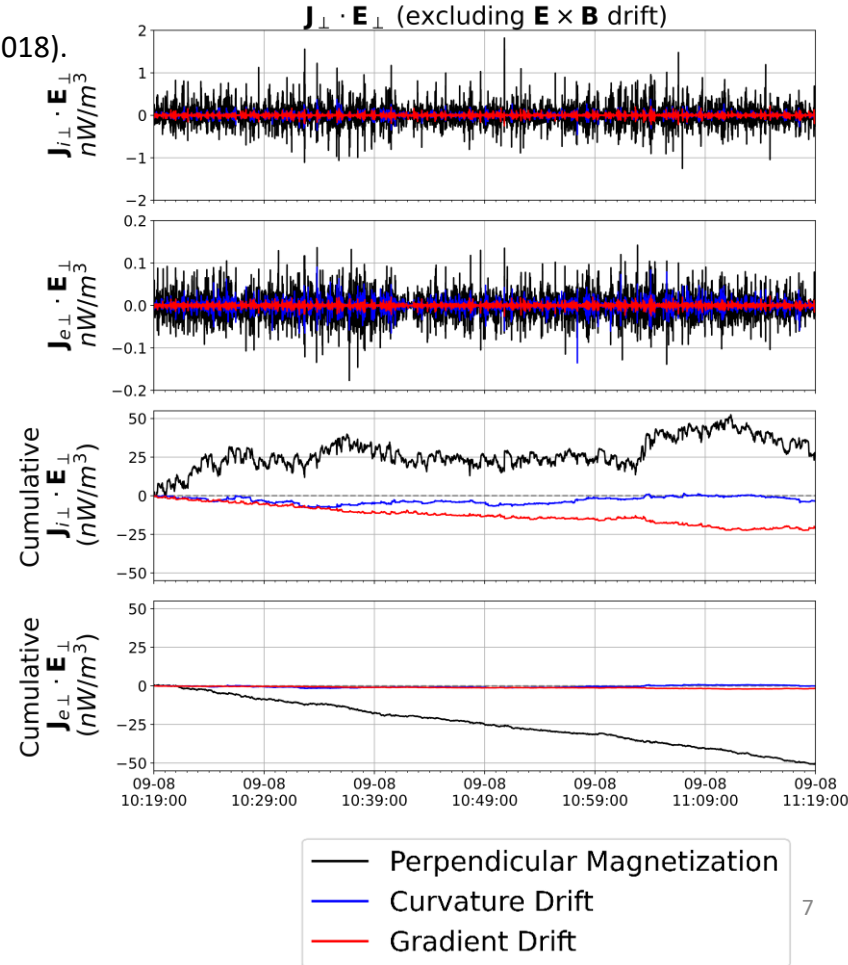 J⊥ · E⊥ (excluding E × B drift)
018).
J_i⊥ · E⊥
nW/m³
2
1
0
−1
−2
J_e⊥ · E⊥
nW/m³
0.2
0.1
0.0
−0.1
−0.2
Cumulative
J_i⊥ · E⊥
(nW/m³)
50
25
0
−25
−50
Cumulative
J_e⊥ · E⊥
(nW/m³)
50
25
0
−25
−50
09-08 09-08 09-08 09-08 09-08 09-08 09-08
10:19:00 10:29:00 10:39:00 10:49:00 10:59:00 11:09:00 11:19:00
Perpendicular Magnetization
Curvature Drift
Gradient Drift
7